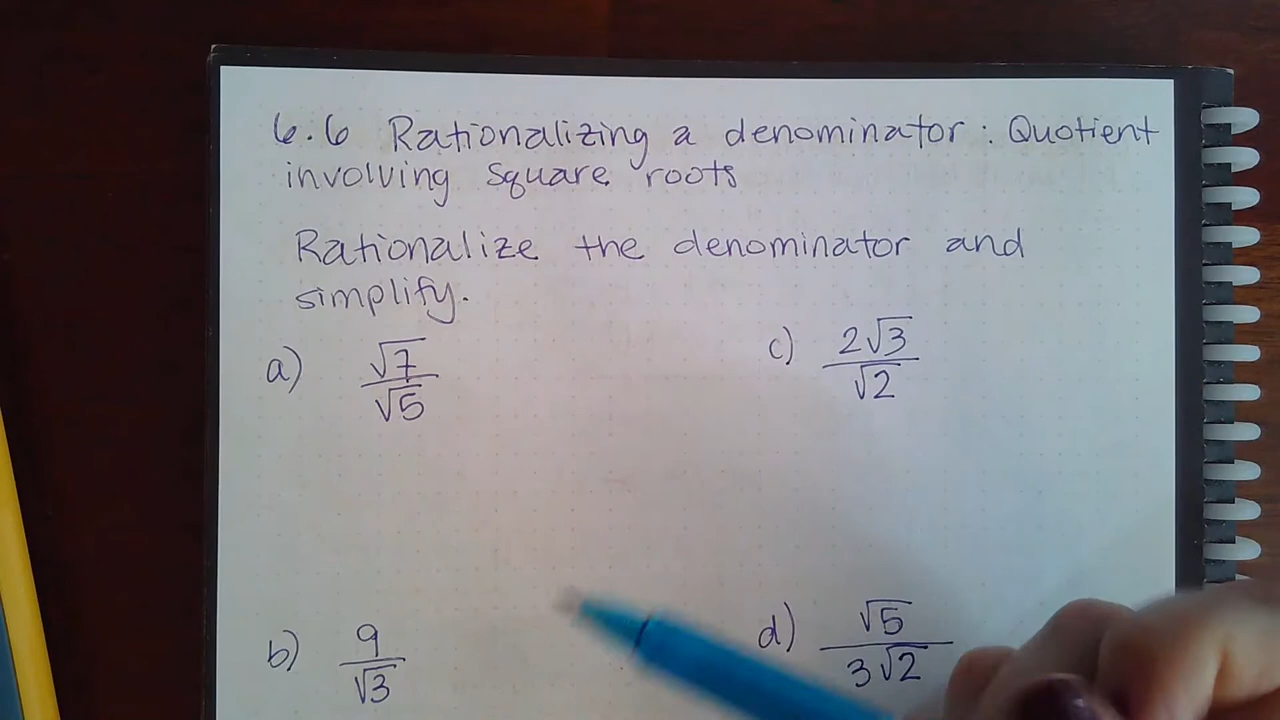 6.6 Rationalizing a denominator: Quotient
involving square roots
Rationalize the denominator and
simplify.
a) √7/√5
c) 2√3/√2
b) 9/√3
d) √5/3√2